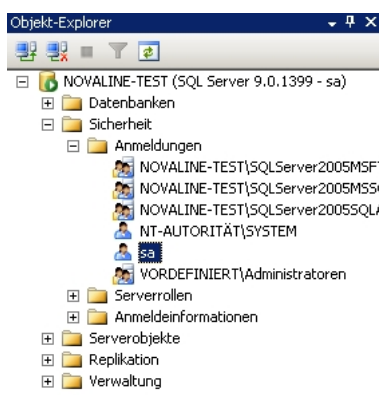 Objekt-Explorer
NOVALINE-TEST (SQL Server 9.0.1399 - sa)
Datenbanken
Sicherheit
Anmeldungen
NOVALINE-TEST\SQLServer2005MSF
NOVALINE-TEST\SQLServer2005MSS
NOVALINE-TEST\SQLServer2005SQLA
NT-AUTORITÄT\SYSTEM
sa
VORDEFINIERT\Administratoren
Serverrollen
Anmeldeinformationen
Serverobjekte
Replikation
Verwaltung